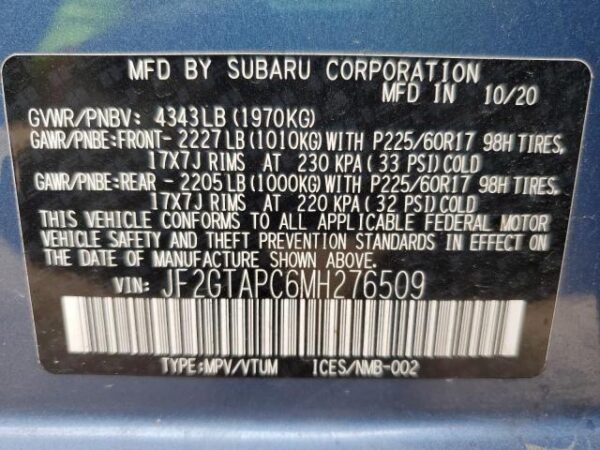 MFD BY SUBARU CORPORATION
MFD IN 10/20
GVWR/PNBV: 4343LB (1970KG)
GAWR/PNBE:FRONT- 2227LB(1010KG)WITH P225/60R17 98H TIRES,
17X7J RIMS AT 230 KPA( 33 PSI)COLD
GAWR/PNBE:REAR - 2205LB(1000KG)WITH P225/60R17 98H TIRES,
17X7J RIMS AT 220 KPA( 32 PSI)COLD
THIS VEHICLE CONFORMS TO ALL APPLICABLE FEDERAL MOTOR
VEHICLE SAFETY AND THEFT PREVENTION STANDARDS IN EFFECT ON
THE DATE OF MANUFACTURE SHOWN ABOVE.
VIN: JF2GTAPC6MH276509
TYPE:MPV/VTUM ICES/NMB-002